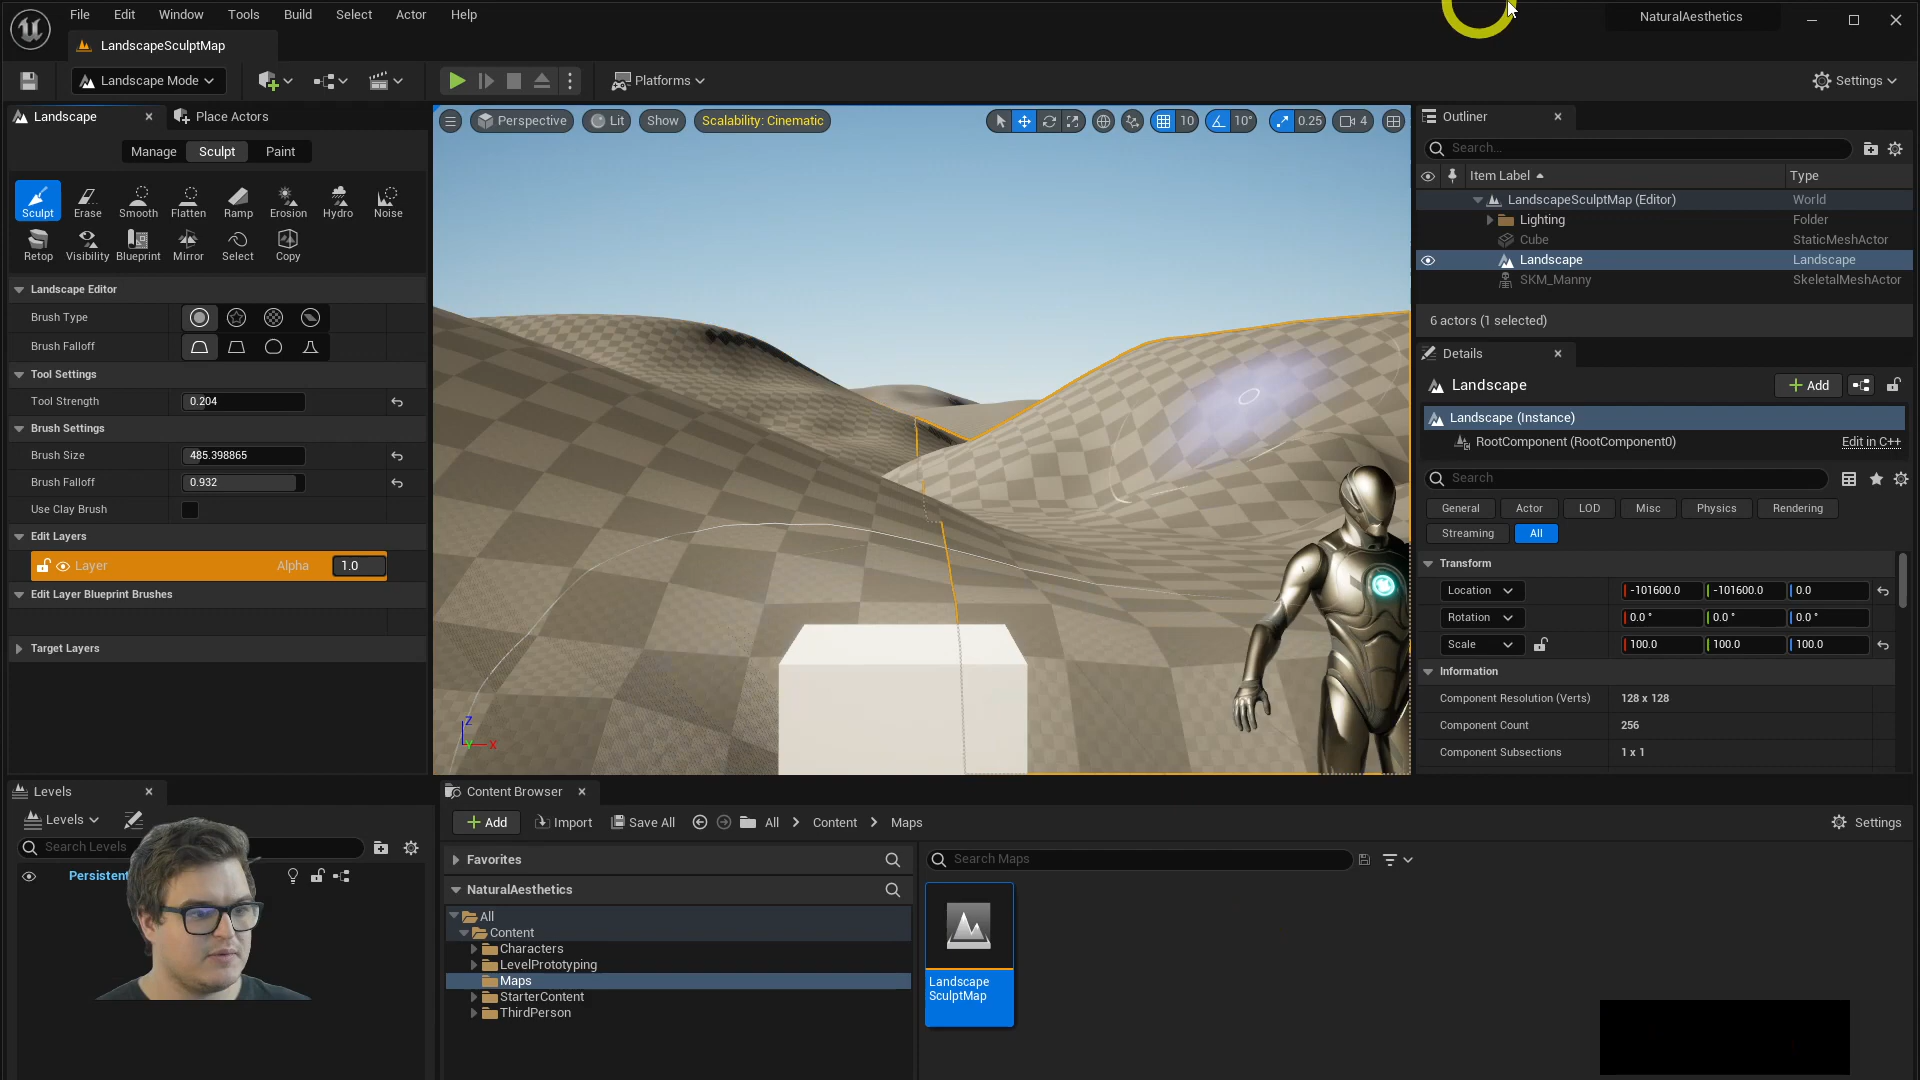 File Edit Window Tools Build Select Actor Help
NaturalAesthetics
LandscapeSculptMap
Landscape Mode
Platforms
Settings
Landscape
Place Actors
Manage Sculpt Paint
Sculpt Erase Smooth Flatten Ramp Erosion Hydro Noise
Retop Visibility Blueprint Mirror Select Copy
Landscape Editor
Brush Type
Brush Falloff
Tool Settings
Tool Strength 0.204
Brush Settings
Brush Size 485.398865
Brush Falloff 0.932
Use Clay Brush
Edit Layers
Layer Alpha 1.0
Edit Layer Blueprint Brushes
Target Layers
Perspective Lit Show Scalability: Cinematic 10 10° 0.25 4
Z
Y X
Outliner
Search...
Item Label Type
LandscapeSculptMap (Editor) World
Lighting Folder
Cube StaticMeshActor
Landscape Landscape
SKM_Manny SkeletalMeshActor
6 actors (1 selected)
Details
Landscape Add
Landscape (Instance)
RootComponent (RootComponent0) Edit in C++
Search
General Actor LOD Misc Physics Rendering
Streaming All
Transform
Location -101600.0 -101600.0 0.0
Rotation 0.0 ° 0.0 ° 0.0 °
Scale 100.0 100.0 100.0
Information
Component Resolution (Verts) 128 x 128
Component Count 256
Component Subsections 1 x 1
Levels
Levels
Search Levels
Persistent
Content Browser
Add Import Save All All Content Maps Settings
Favorites
NaturalAesthetics
All
Content
Characters
LevelPrototyping
Maps
StarterContent
ThirdPerson
Search Maps
Landscape
SculptMap